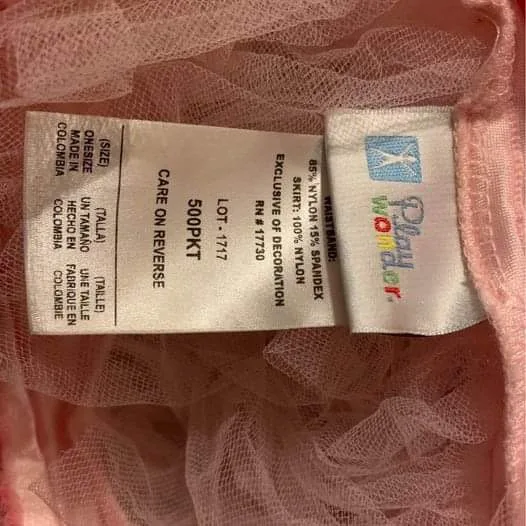 Play
wonder
WAISTBAND:
85% NYLON 15% SPANDEX
SKIRT: 100% NYLON
EXCLUSIVE OF DECORATION
RN# 17730
LOT - 1717
500PKT
CARE ON REVERSE
(SIZE) (TALLA) (TAILLE)
ONESIZE UN TAMAÑO UNE TAILLE
MADE IN HECHO EN FABRIQUE EN
COLOMBIA COLOMBIA COLOMBIE